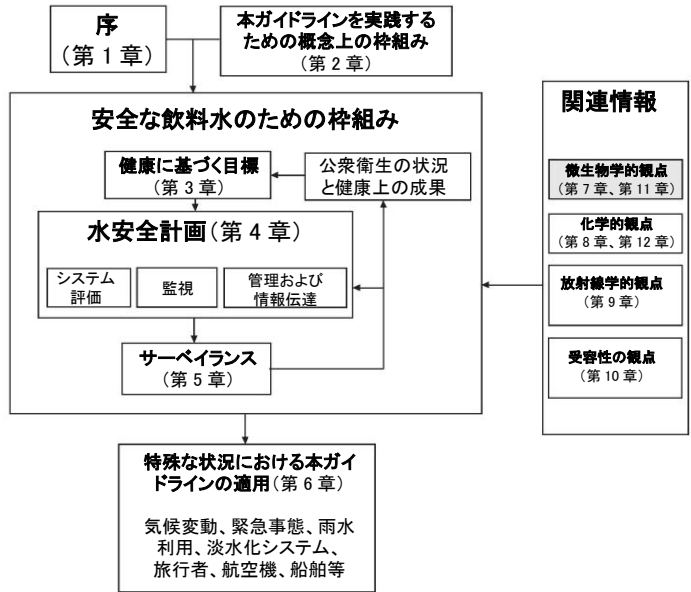 序
（第 1 章）
本ガイドラインを実践する
ための概念上の枠組み
（第 2 章）
安全な飲料水のための枠組み
健康に基づく目標
（第 3 章）
公衆衛生の状況
と健康上の成果
水安全計画（第 4 章）
システム
評価
監視
管理および
情報伝達
サーベイランス
（第 5 章）
特殊な状況における本ガイ
ドラインの適用（第 6 章）
気候変動、緊急事態、雨水
利用、淡水化システム、
旅行者、航空機、船舶等
関連情報
微生物学的観点
（第 7 章、第 11 章）
化学的観点
（第 8 章、第 12 章）
放射線学的観点
（第 9 章）
受容性の観点
（第 10 章）